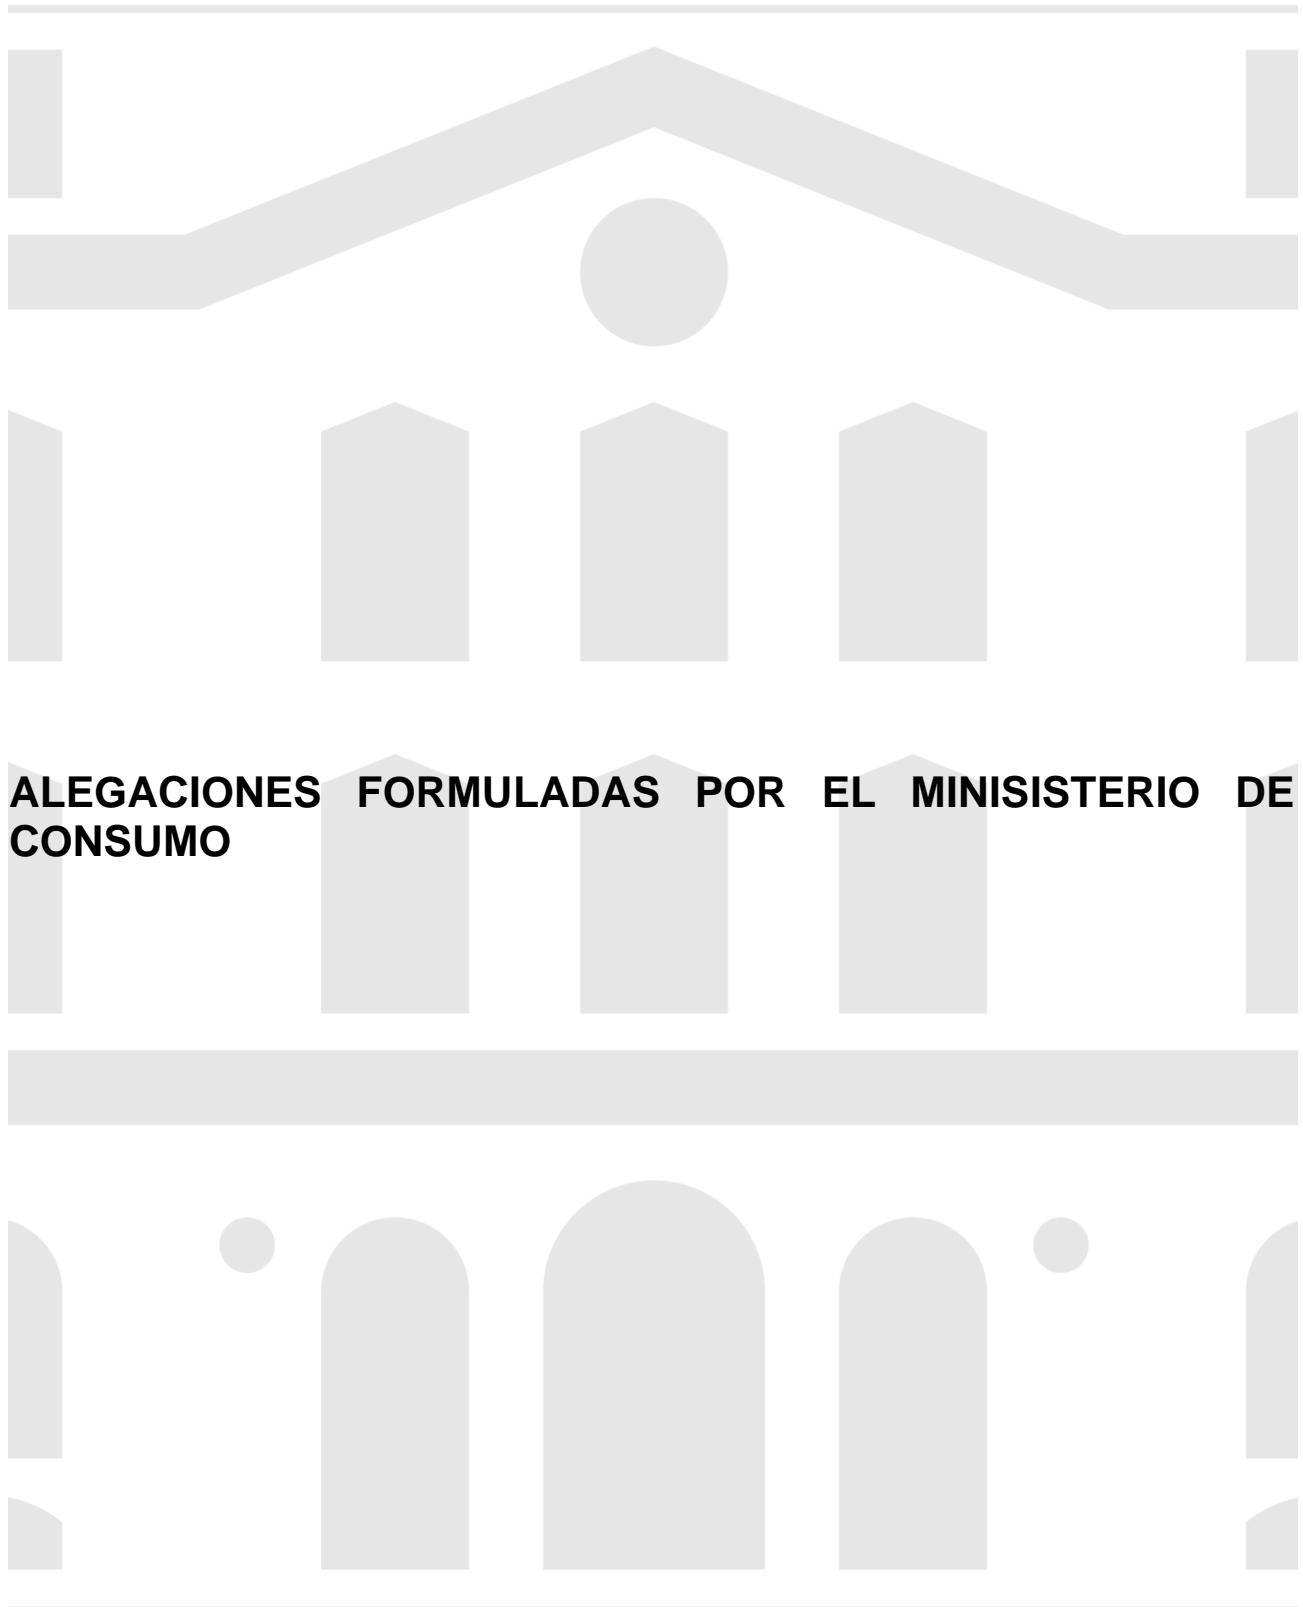 ALEGACIONES FORMULADAS POR EL MINISISTERIO DE
CONSUMO